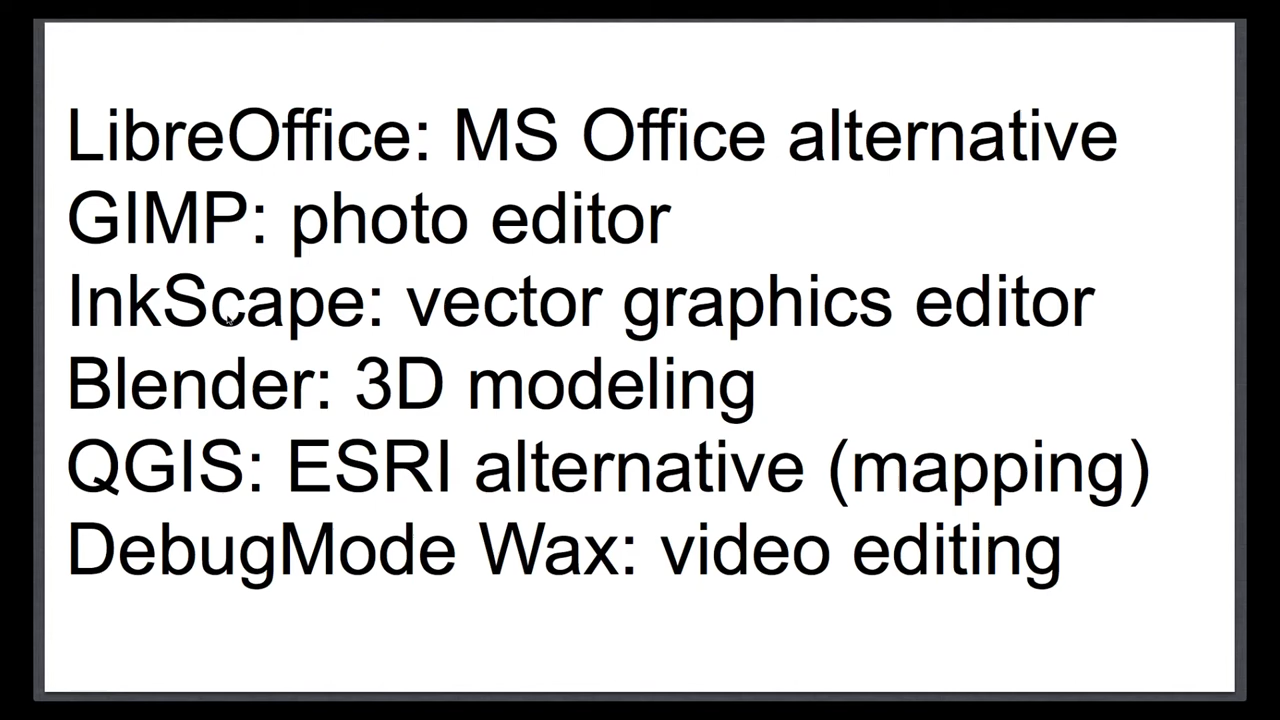 LibreOffice: MS Office alternative
GIMP: photo editor
InkScape: vector graphics editor
Blender: 3D modeling
QGIS: ESRI alternative (mapping)
DebugMode Wax: video editing